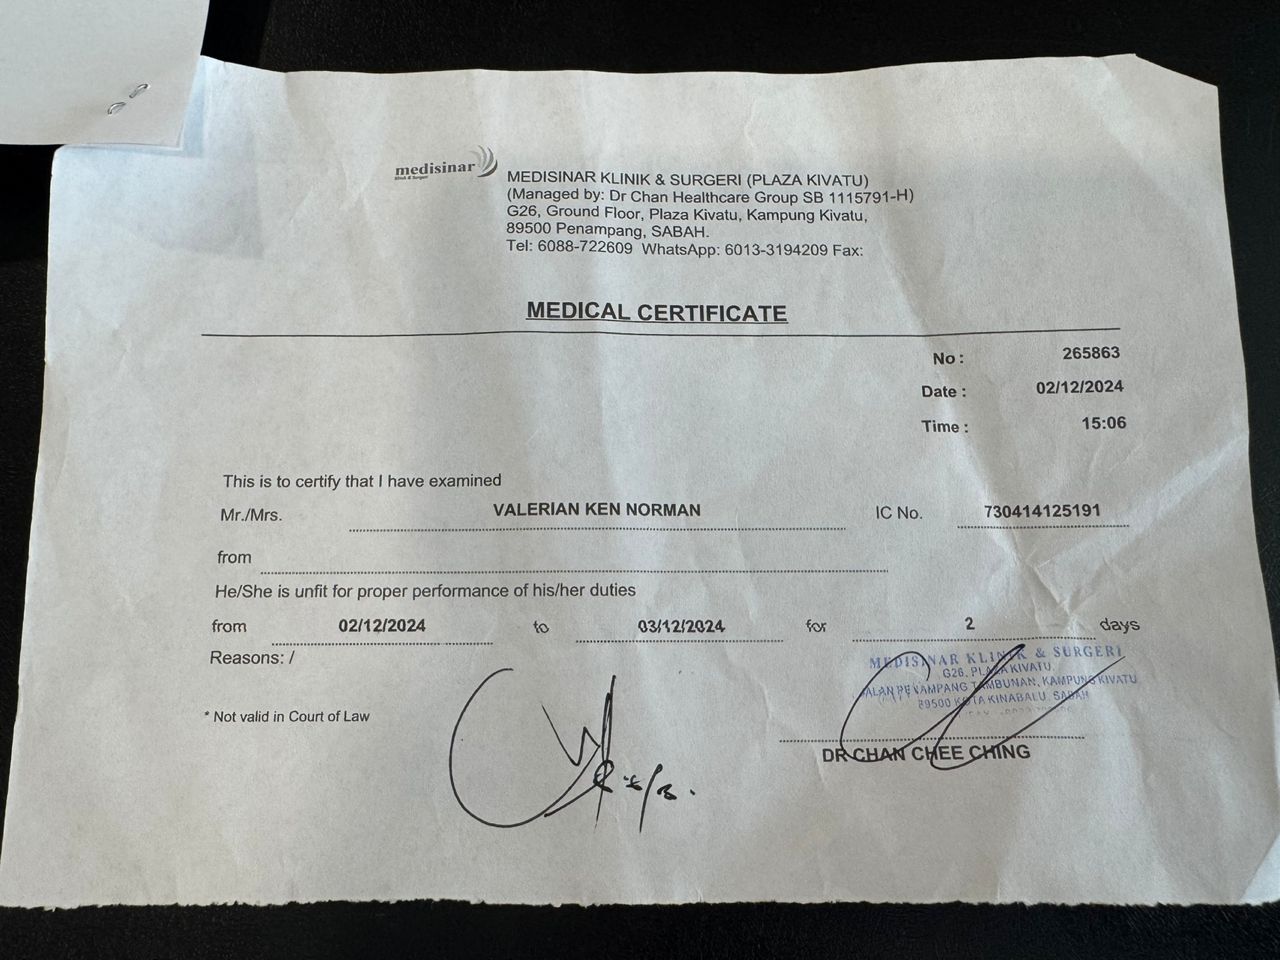 medisinar
Klinik & Surgeri
MEDISINAR KLINIK & SURGERI (PLAZA KIVATU)
(Managed by: Dr Chan Healthcare Group SB 1115791-H)
G26, Ground Floor, Plaza Kivatu, Kampung Kivatu,
89500 Penampang, SABAH.
Tel: 6088-722609 WhatsApp: 6013-3194209 Fax:
MEDICAL CERTIFICATE
No : 265863
Date : 02/12/2024
Time : 15:06
This is to certify that I have examined
Mr./Mrs. VALERIAN KEN NORMAN IC No. 730414125191
from
He/She is unfit for proper performance of his/her duties
from 02/12/2024 to 03/12/2024 for 2 days
Reasons: /
MEDISINAR KLINIK & SURGERI
G26, PLAZA KIVATU
JALAN PENAMPANG TAMBUNAN, KAMPUNG KIVATU
89500 KOTA KINABALU, SABAH
* Not valid in Court of Law
DR CHAN CHEE CHING